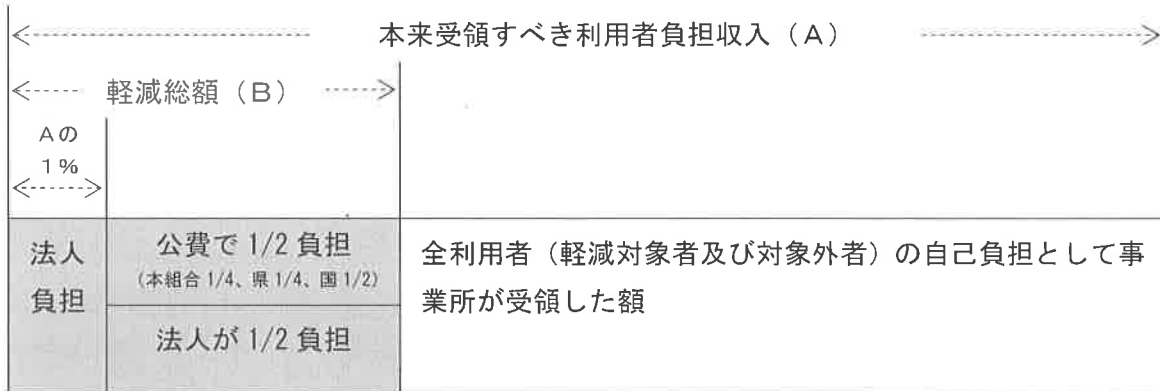 本来受領すべき利用者負担収入（A）
軽減総額（B）
Aの
1％
法人
負担
公費で 1/2 負担
（本組合 1/4、県 1/4、国 1/2）
法人が 1/2 負担
全利用者（軽減対象者及び対象外者）の自己負担として事
業所が受領した額